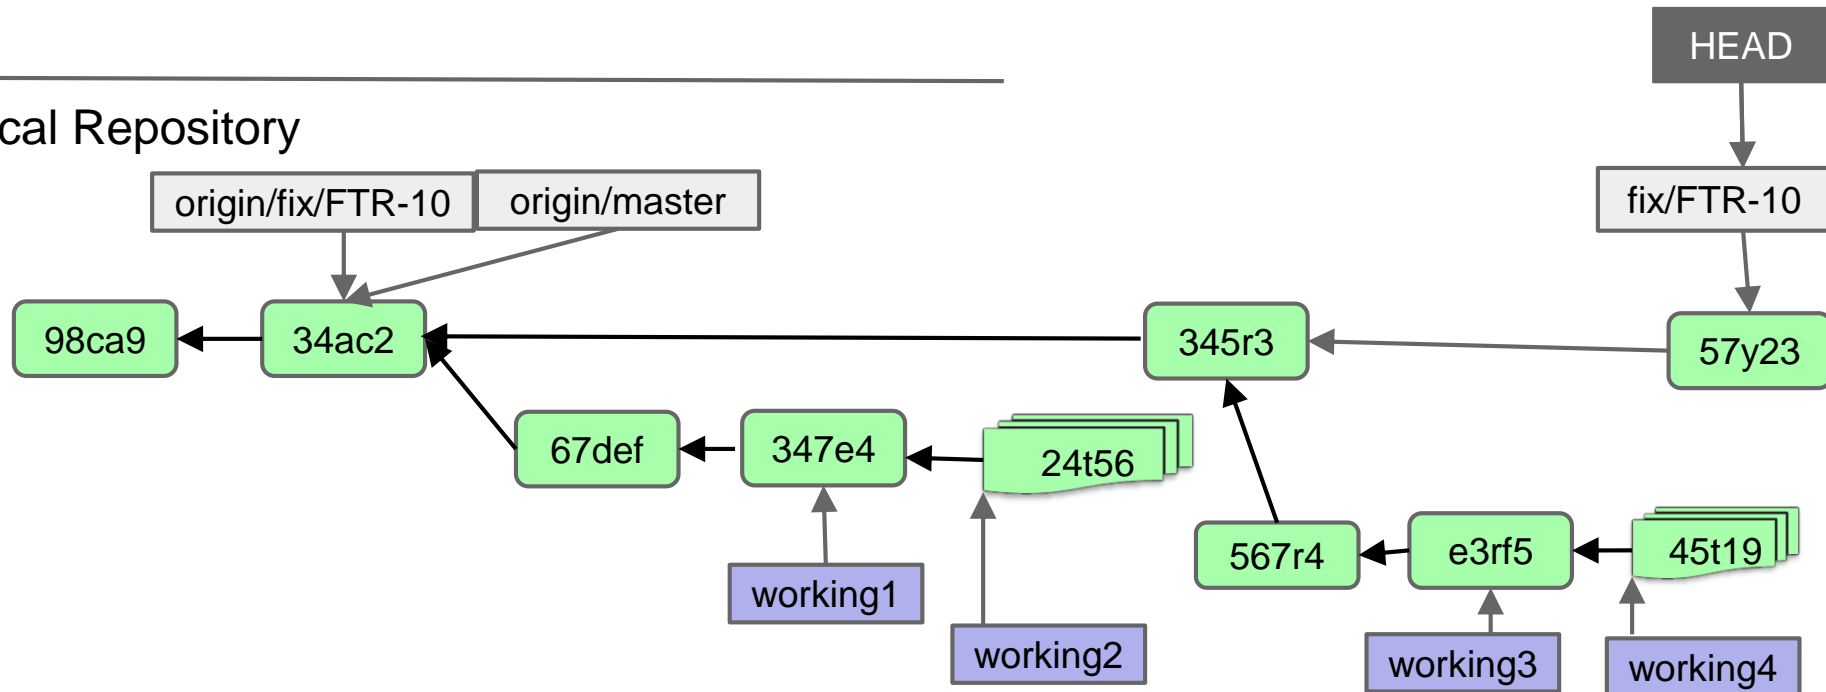 HEAD
cal Repository
origin/fix/FTR-10
origin/master
fix/FTR-10
98ca9
34ac2
345r3
57y23
67def
347e4
24t56
567r4
e3rf5
45t19
working1
working2
working3
working4